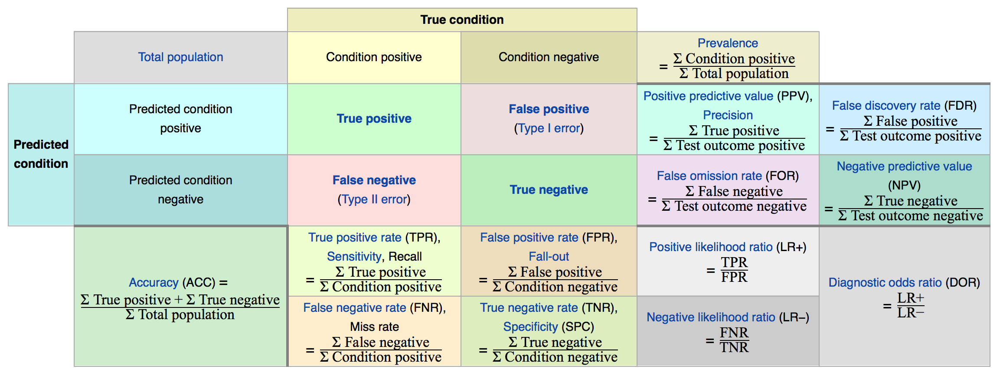 True condition
Total population
Condition positive
Condition negative
Prevalence
= Σ Condition positive
Σ Total population
Predicted
condition
Predicted condition
positive
True positive
False positive
(Type I error)
Positive predictive value (PPV),
Precision
= Σ True positive
Σ Test outcome positive
False discovery rate (FDR)
= Σ False positive
Σ Test outcome positive
Predicted condition
negative
False negative
(Type II error)
True negative
False omission rate (FOR)
= Σ False negative
Σ Test outcome negative
Negative predictive value
(NPV)
= Σ True negative
Σ Test outcome negative
Accuracy (ACC) =
Σ True positive + Σ True negative
Σ Total population
True positive rate (TPR),
Sensitivity, Recall
= Σ True positive
Σ Condition positive
False positive rate (FPR),
Fall-out
= Σ False positive
Σ Condition negative
Positive likelihood ratio (LR+)
= TPR
FPR
Diagnostic odds ratio (DOR)
= LR+
LR−
False negative rate (FNR),
Miss rate
= Σ False negative
Σ Condition positive
True negative rate (TNR),
Specificity (SPC)
= Σ True negative
Σ Condition negative
Negative likelihood ratio (LR−)
= FNR
TNR